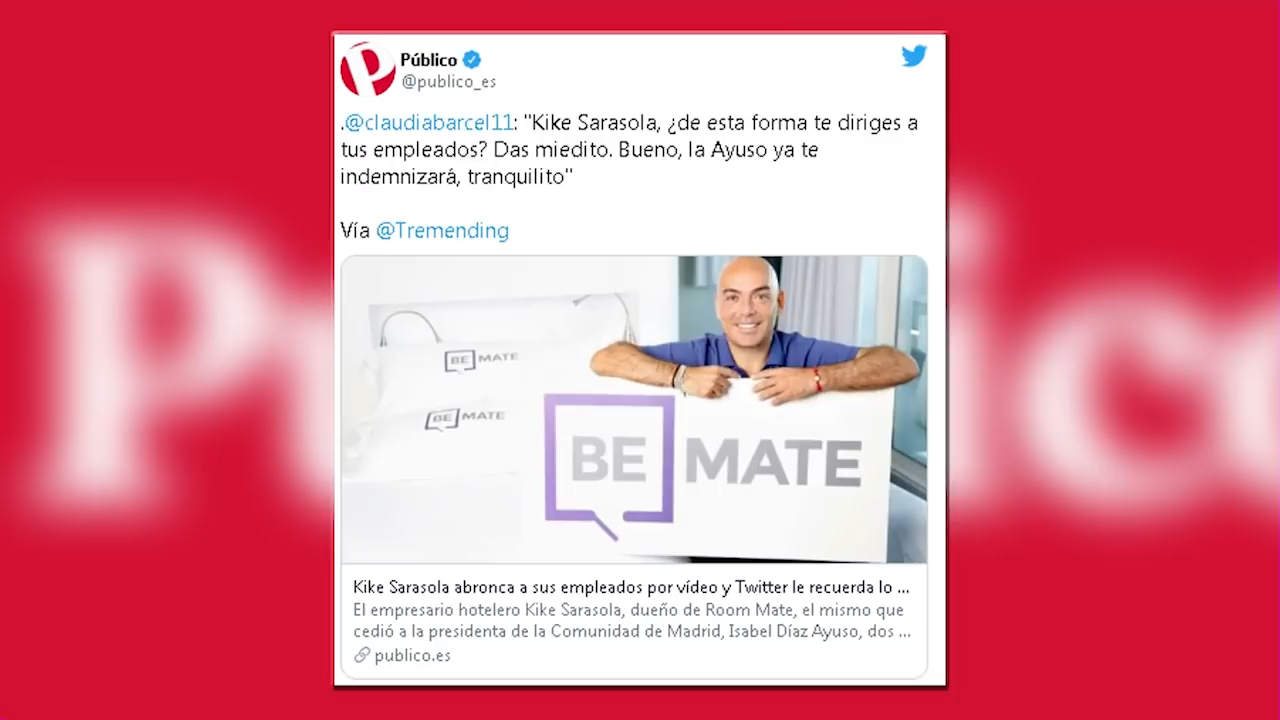 Público
@publico_es
.@claudiabarcel11: "Kike Sarasola, ¿de esta forma te diriges a
tus empleados? Das miedito. Bueno, la Ayuso ya te
indemnizará, tranquilito"
Vía @Tremending
BE MATE
BE MATE
BE MATE
Kike Sarasola abronca a sus empleados por vídeo y Twitter le recuerda lo ...
El empresario hotelero Kike Sarasola, dueño de Room Mate, el mismo que
cedió a la presidenta de la Comunidad de Madrid, Isabel Díaz Ayuso, dos ...
publico.es